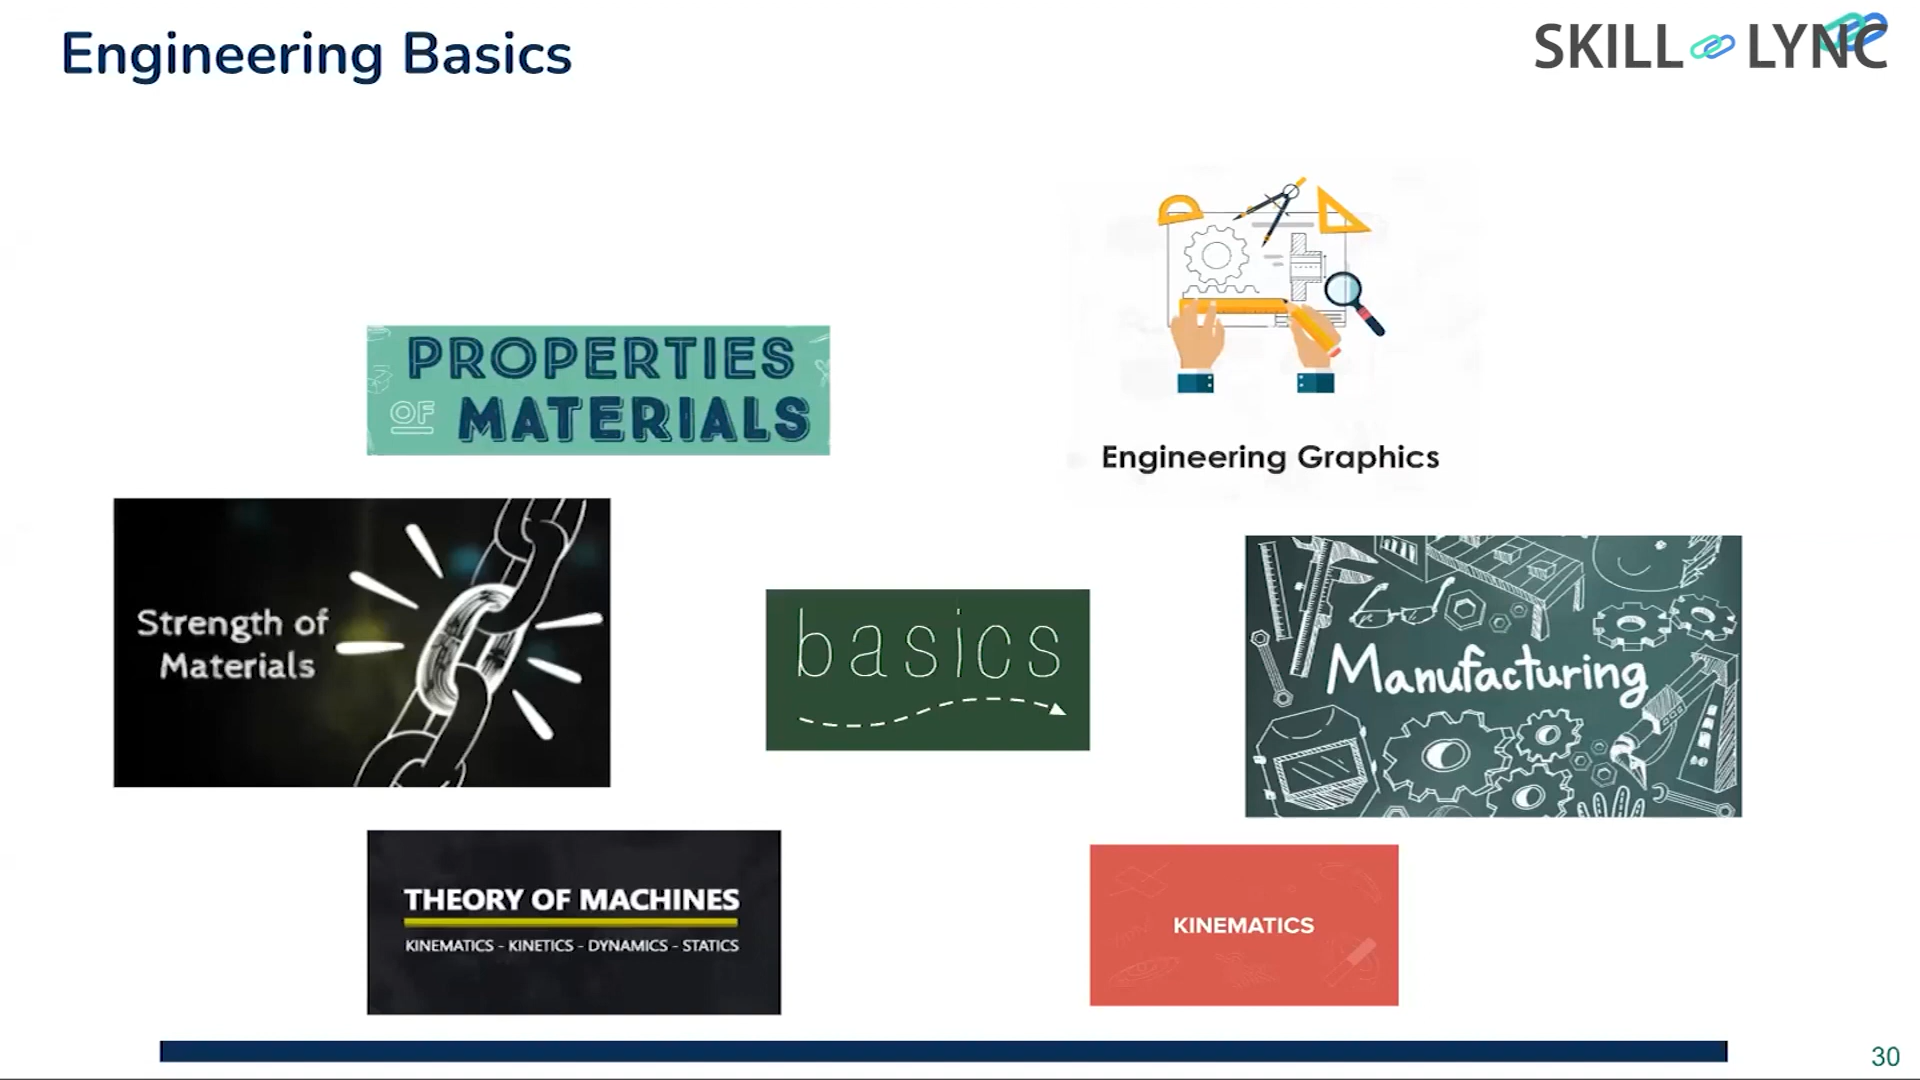 Engineering Basics
SKILL LYNC
PROPERTIES
OF MATERIALS
Engineering Graphics
Strength of
Materials
basics
Manufacturing
THEORY OF MACHINES
KINEMATICS - KINETICS - DYNAMICS - STATICS
KINEMATICS
30